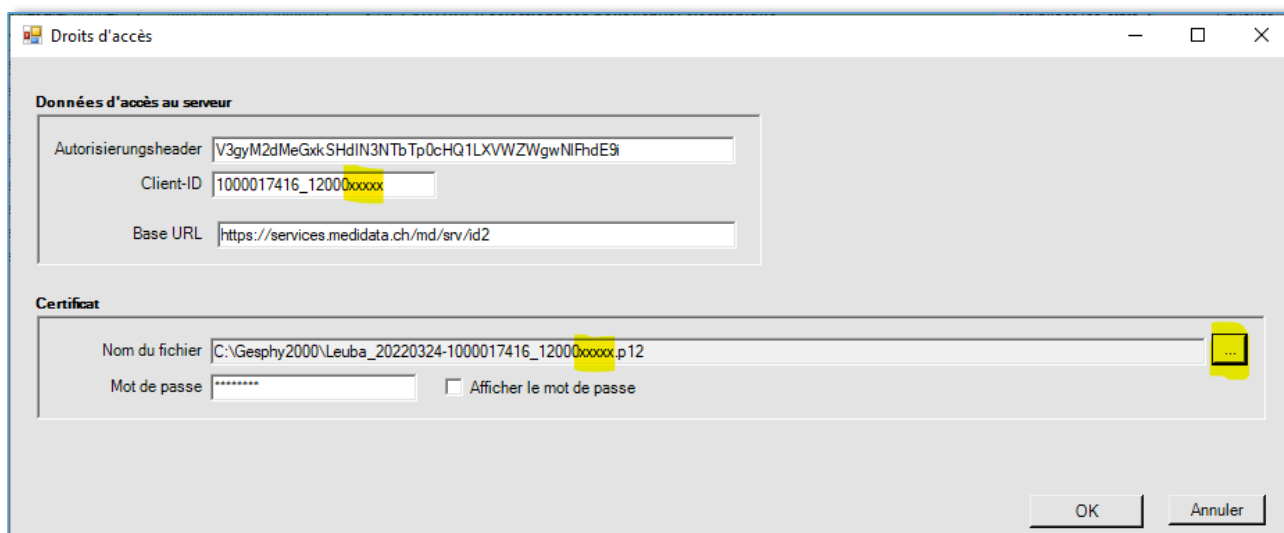 Droits d'accès
Données d'accès au serveur
Autorisierungsheader V3gyM2dMeGxkSHdlN3NTbTp0cHQ1LXVWZWgwNlFhdE9i
Client-ID 1000017416_12000xxxxx
Base URL https://services.medidata.ch/md/srv/id2
Certificat
Nom du fichier C:\Gesphy2000\Leuba_20220324-1000017416_12000xxxxx.p12 ...
Mot de passe ******** Afficher le mot de passe
OK Annuler